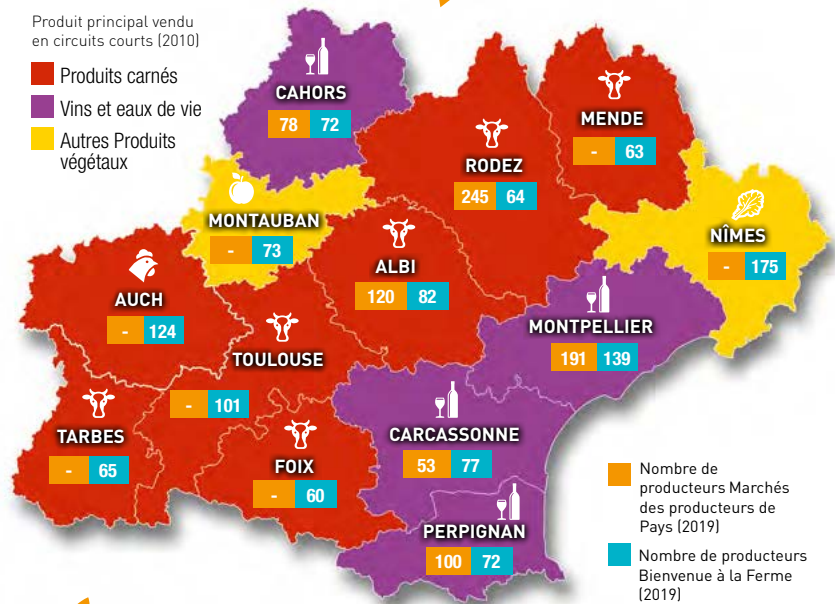 Produit principal vendu
en circuits courts (2010)
Produits carnés
Vins et eaux de vie
Autres Produits
végétaux
CAHORS
78 72
MENDE
- 63
RODEZ
245 64
MONTAUBAN
- 73
NÎMES
- 175
ALBI
120 82
AUCH
- 124
MONTPELLIER
191 139
TOULOUSE
- 101
TARBES
- 65
CARCASSONNE
53 77
FOIX
- 60
PERPIGNAN
100 72
Nombre de
producteurs Marchés
des producteurs de
Pays (2019)
Nombre de producteurs
Bienvenue à la Ferme
(2019)